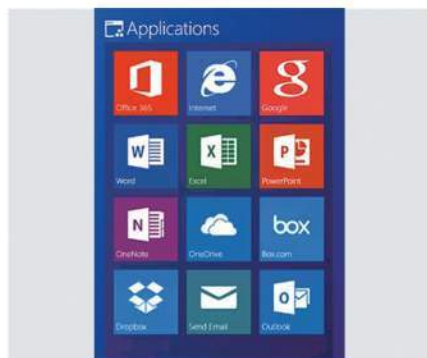 Applications
Office 365
Internet
Google
Word
Excel
PowerPoint
OneNote
OneDrive
box
Box.com
Dropbox
Send Email
Outlook